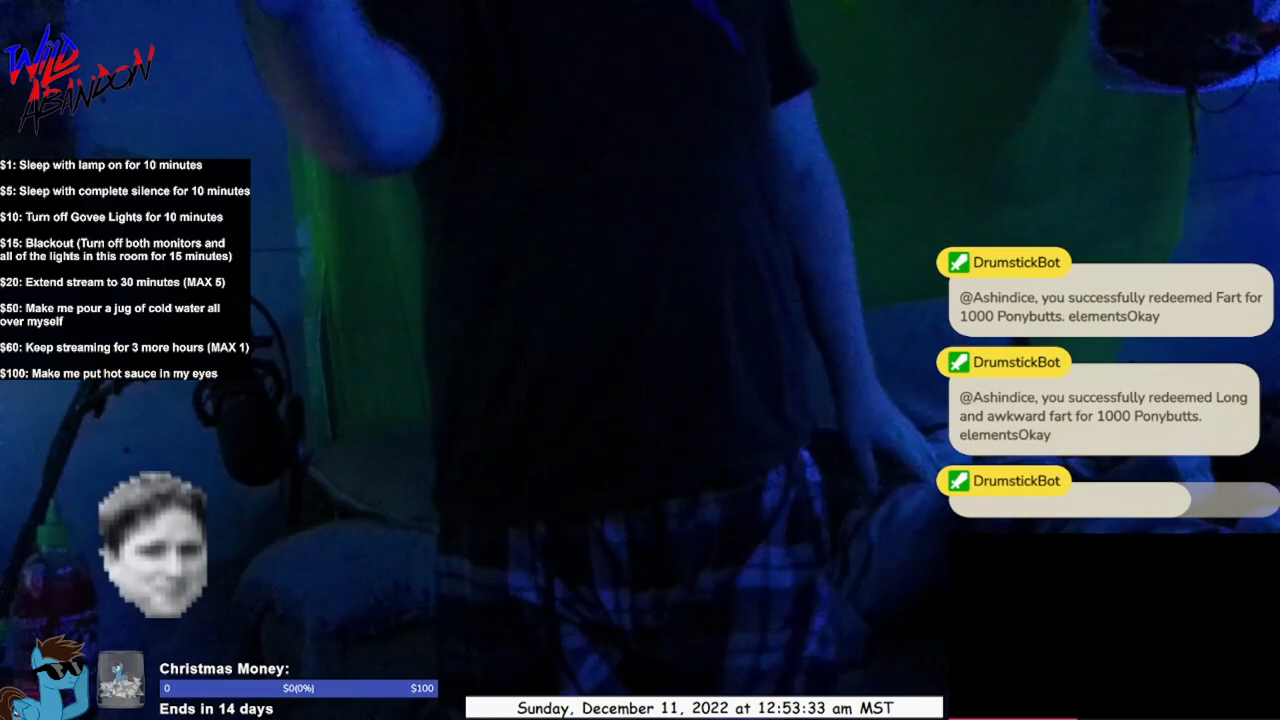 WILD
ABANDON
$1: Sleep with lamp on for 10 minutes
$5: Sleep with complete silence for 10 minutes
$10: Turn off Govee Lights for 10 minutes
$15: Blackout (Turn off both monitors and
all of the lights in this room for 15 minutes)
$20: Extend stream to 30 minutes (MAX 5)
$50: Make me pour a jug of cold water all
over myself
$60: Keep streaming for 3 more hours (MAX 1)
$100: Make me put hot sauce in my eyes
DrumstickBot
@Ashindice, you successfully redeemed Fart for
1000 Ponybutts. elementsOkay
DrumstickBot
@Ashindice, you successfully redeemed Long
and awkward fart for 1000 Ponybutts.
elementsOkay
DrumstickBot
Christmas Money:
0 $0(0%) $100
Ends in 14 days
Sunday, December 11, 2022 at 12:53:33 am MST